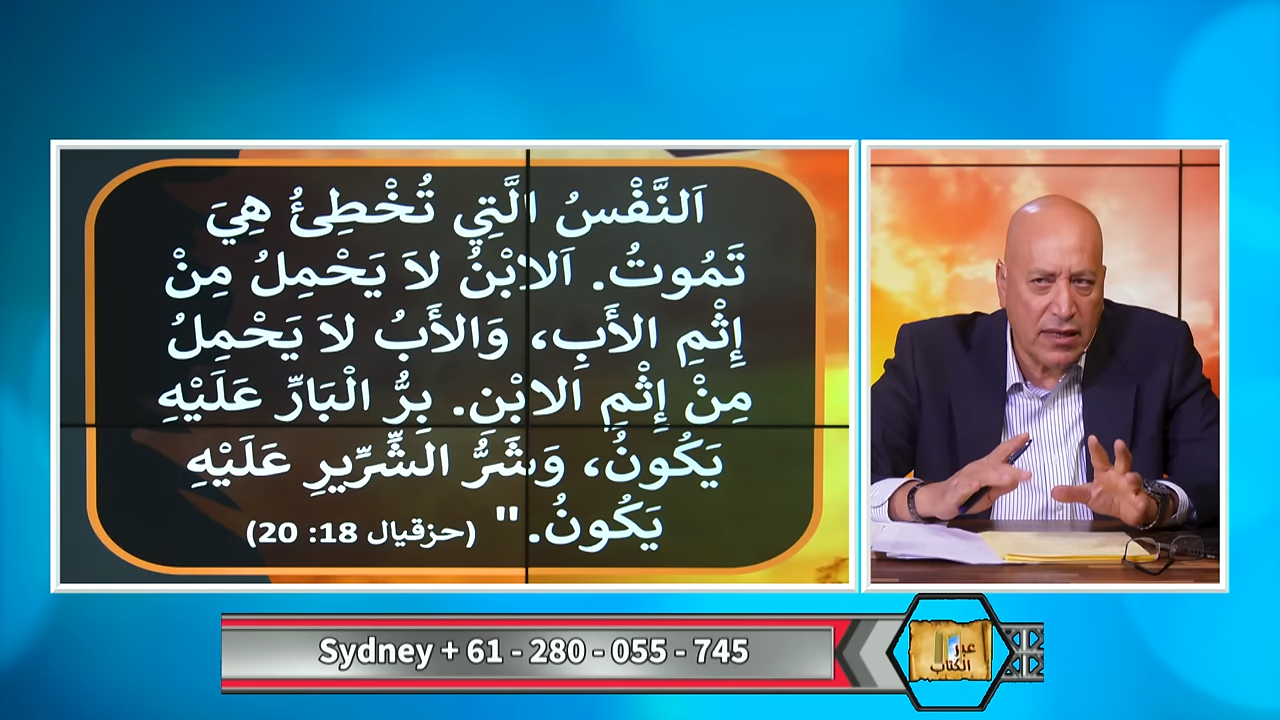 اَلنَّفْسُ الَّتِي تُخْطِئُ هِيَ
تَمُوتُ. اَلابْنُ لاَ يَحْمِلُ مِنْ
إِثْمِ الأَبِ، وَالأَبُ لاَ يَحْمِلُ
مِنْ إِثْمِ الابْنِ. بِرُّ الْبَارِّ عَلَيْهِ
يَكُونُ، وَشَرُّ الشِّرِّيرِ عَلَيْهِ
يَكُونُ." (حزقيال 18: 20)
Sydney + 61 - 280 - 055 - 745
عبر
الكتاب